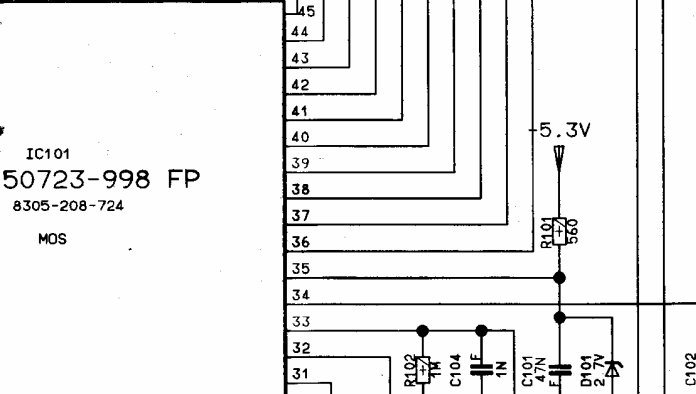 45
44
43
42
41
40
39
38
37
36
35
34
33
32
31
IC101
50723-998 FP
8305-208-724
MOS
-5.3V
R101
560
R102
1M
C104
F
1N
C101
47N
F
D101
2.7V
C102